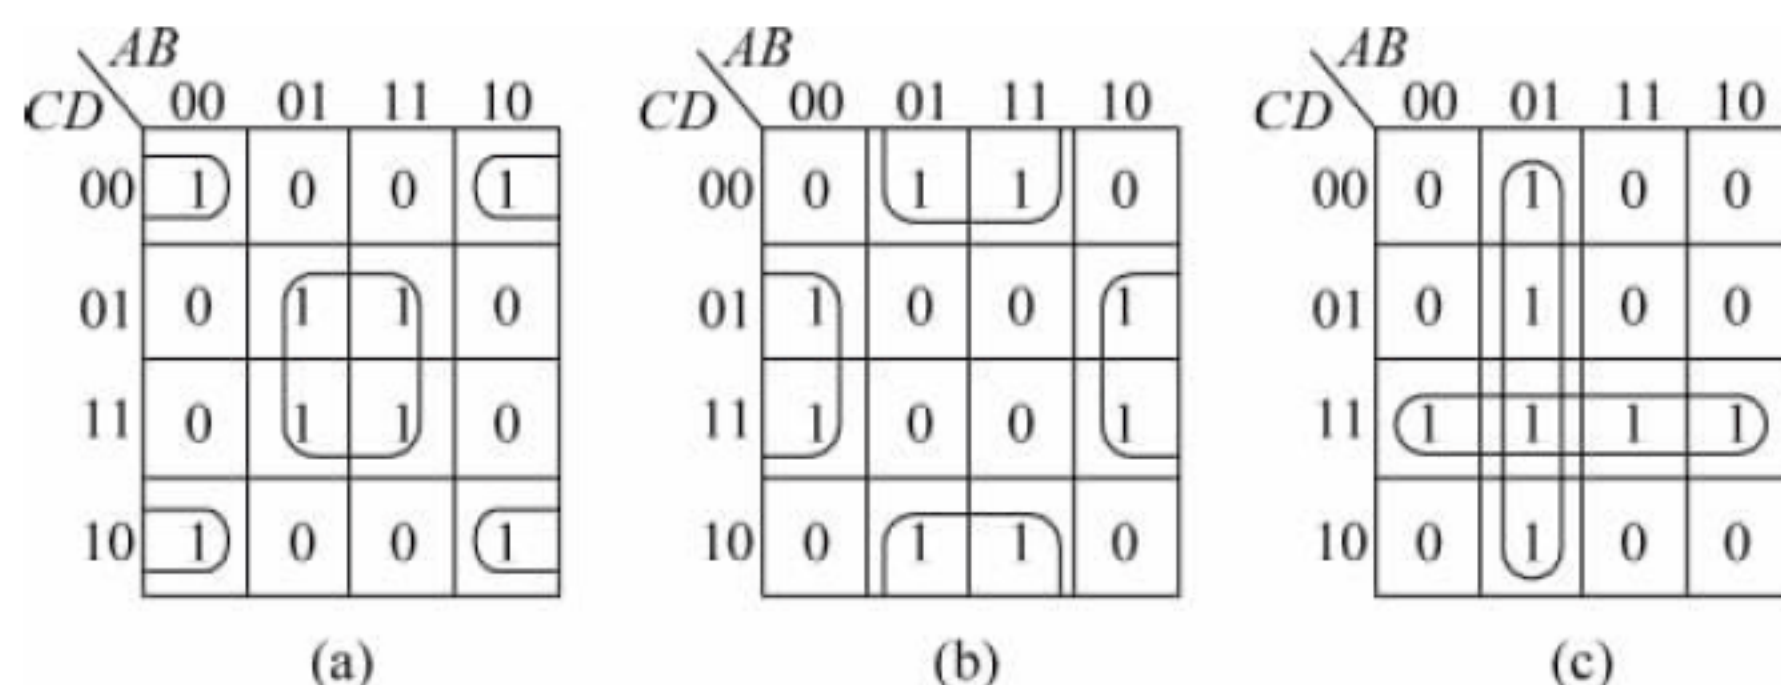 AB AB AB
CD 00 01 11 10 CD 00 01 11 10 CD 00 01 11 10
00 1 0 0 1 00 0 1 1 0 00 0 1 0 0
01 0 1 1 0 01 1 0 0 1 01 0 1 0 0
11 0 1 1 0 11 1 0 0 1 11 1 1 1 1
10 1 0 0 1 10 0 1 1 0 10 0 1 0 0
(a) (b) (c)